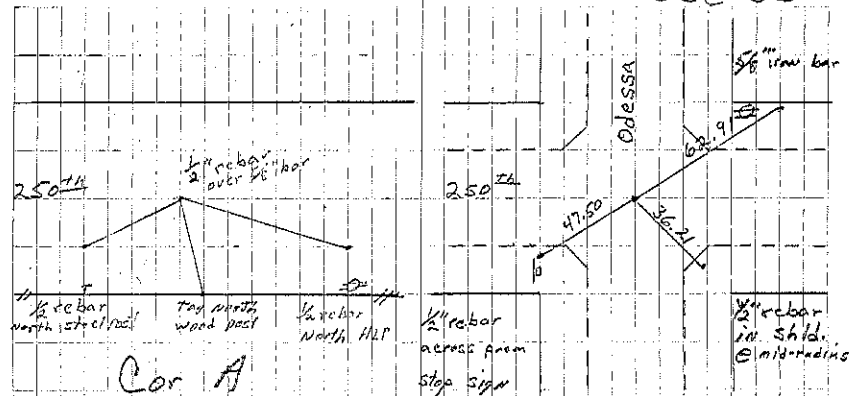 5/8" iron bar
Odessa
62.91
1/2" rebar
over 5/8" bar
250th
250th
47.50
36.21
1/2 rebar
North steel post
Tag North
wood post
1/2 rebar
North HLP
1/2" rebar
across from
stop sign
1/2" rebar
in shld.
@ mid-radius
Cor A